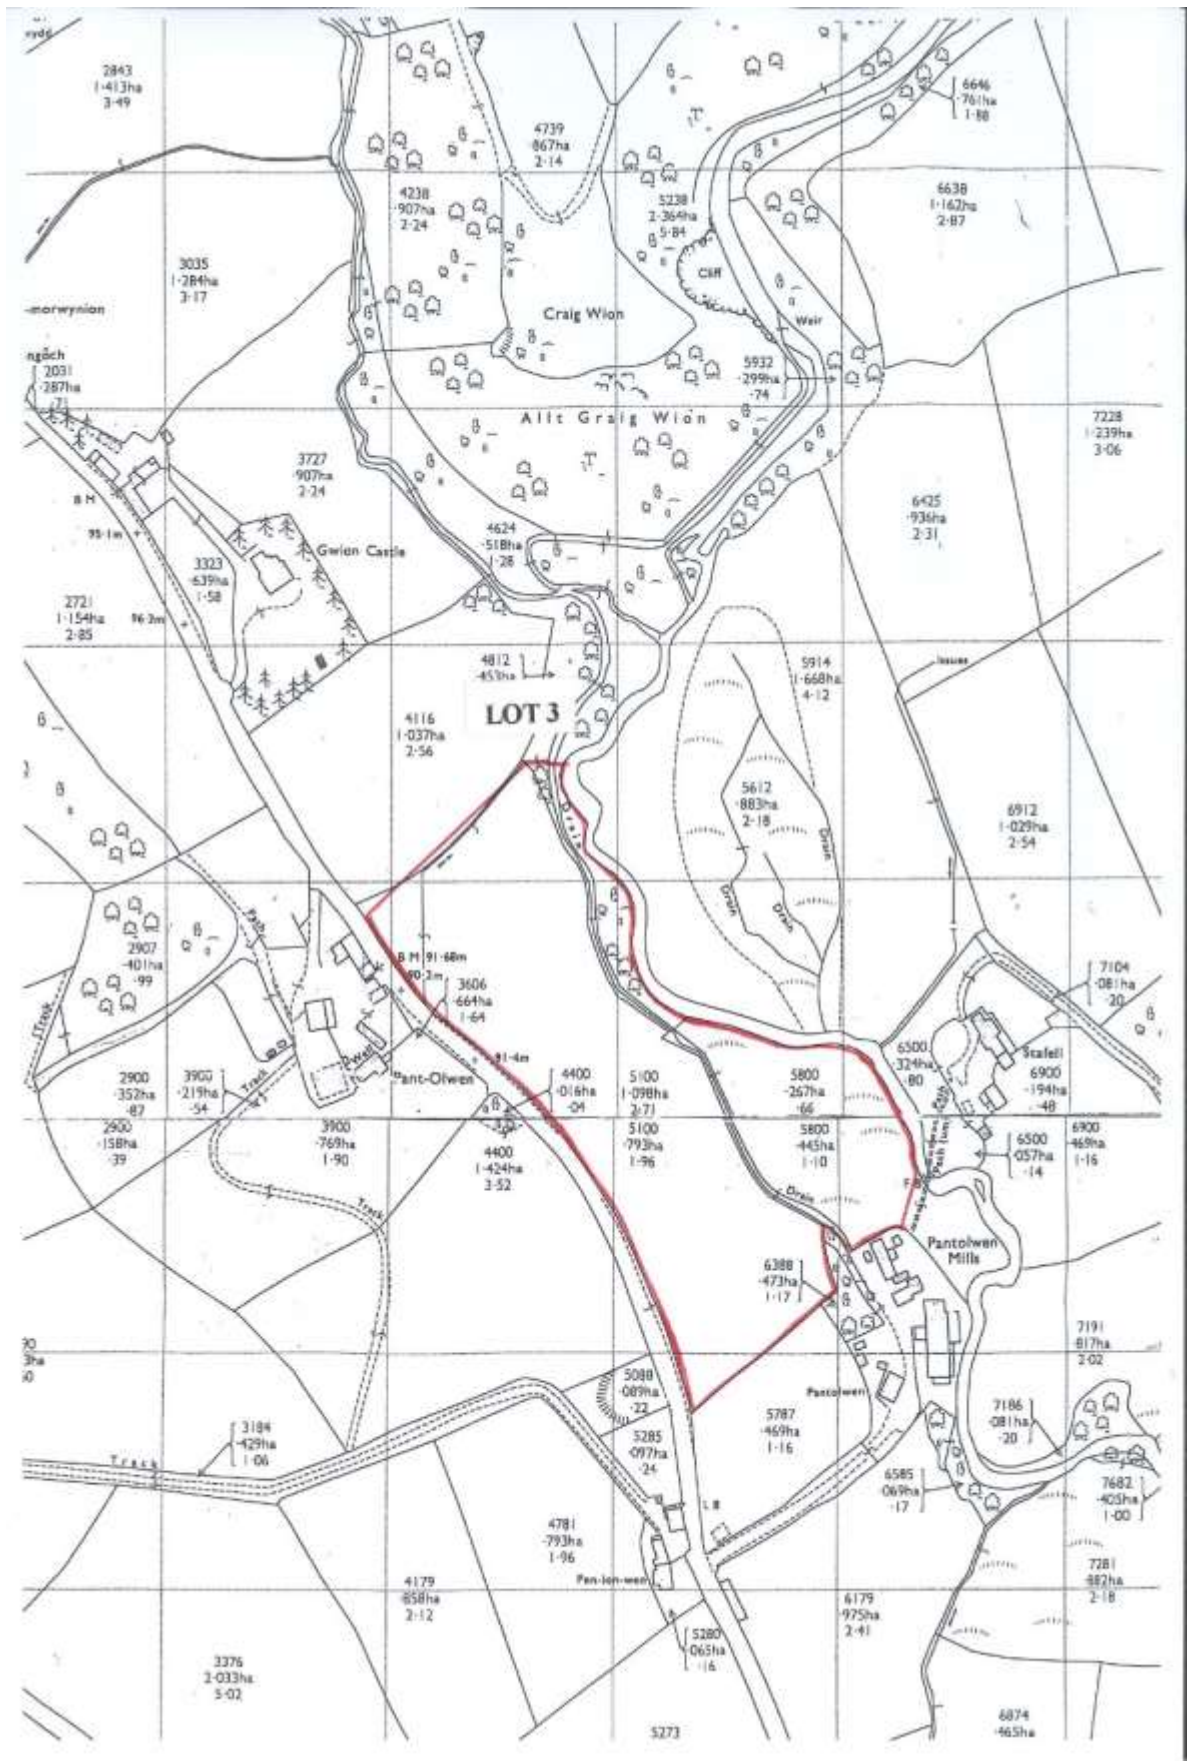 2843
1·413ha
3·49
4739
·867ha
2·14
6646
·761ha
1·88
4238
·907ha
2·24
5238
2·364ha
5·84
6638
1·162ha
2·87
3035
1·284ha
3·17
Cliff
-morwynion
Craig Wion
Weir
ngôch
2031
·287ha
·71
5932
·299ha
·74
Allt Graig Wion
7228
1·239ha
3·06
3727
·907ha
2·24
B M
95·1m
6425
·936ha
2·31
4624
·518ha
1·28
Gwion Castle
3323
·639ha
1·58
2721
1·154ha
2·85
96·2m
4812
·453ha
5914
1·668ha
4·12
Issues
LOT 3
4116
1·037ha
2·56
5612
·883ha
2·18
Drain
Drain
6912
1·029ha
2·54
Drain
Drain
Path
2907
·401ha
·99
B M 91·68m
90·2m
3606
·664ha
1·64
7104
·081ha
·20
Track
Well
91·4m
Stafell
6500
·324ha
·80
6900
·194ha
·48
2900
·352ha
·87
3900
·219ha
·54
Track
Pant-Olwen
4400
·016ha
·04
5100
1·098ha
2·71
5800
·267ha
·66
Path
Path (um)
2900
·158ha
·39
3900
·769ha
1·90
4400
1·424ha
3·52
5100
·793ha
1·96
5800
·445ha
1·10
6500
·057ha
·14
6900
·469ha
1·16
F B
Track
Drain
Pantolwen
Mills
6388
·473ha
1·17
7191
·817ha
2·02
5088
·089ha
·22
Pantolwen
5285
·097ha
·24
5787
·469ha
1·16
7186
·081ha
·20
3184
·429ha
1·06
Track
6585
·069ha
·17
7682
·405ha
1·00
L B
4781
·793ha
1·96
Pen-lon-wen
4179
·858ha
2·12
6179
·975ha
2·41
7281
·882ha
2·18
5280
·065ha
·16
3376
2·033ha
5·02
5273
6874
·465ha